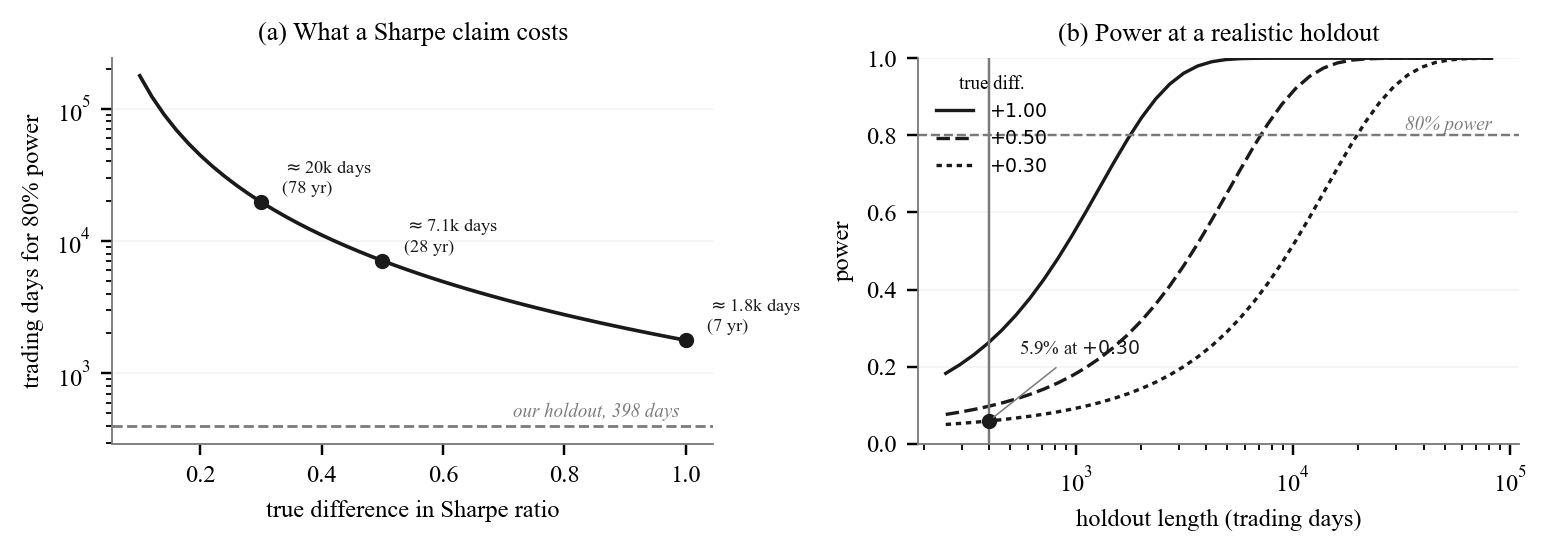 (a) What a Sharpe claim costs
trading days for 80% power
10^5
10^4
10^3
≈ 20k days
(78 yr)
≈ 7.1k days
(28 yr)
≈ 1.8k days
(7 yr)
our holdout, 398 days
0.2 0.4 0.6 0.8 1.0
true difference in Sharpe ratio
(b) Power at a realistic holdout
power
1.0
0.8
0.6
0.4
0.2
0.0
true diff.
+1.00
+0.50
+0.30
80% power
5.9% at +0.30
10^3 10^4 10^5
holdout length (trading days)